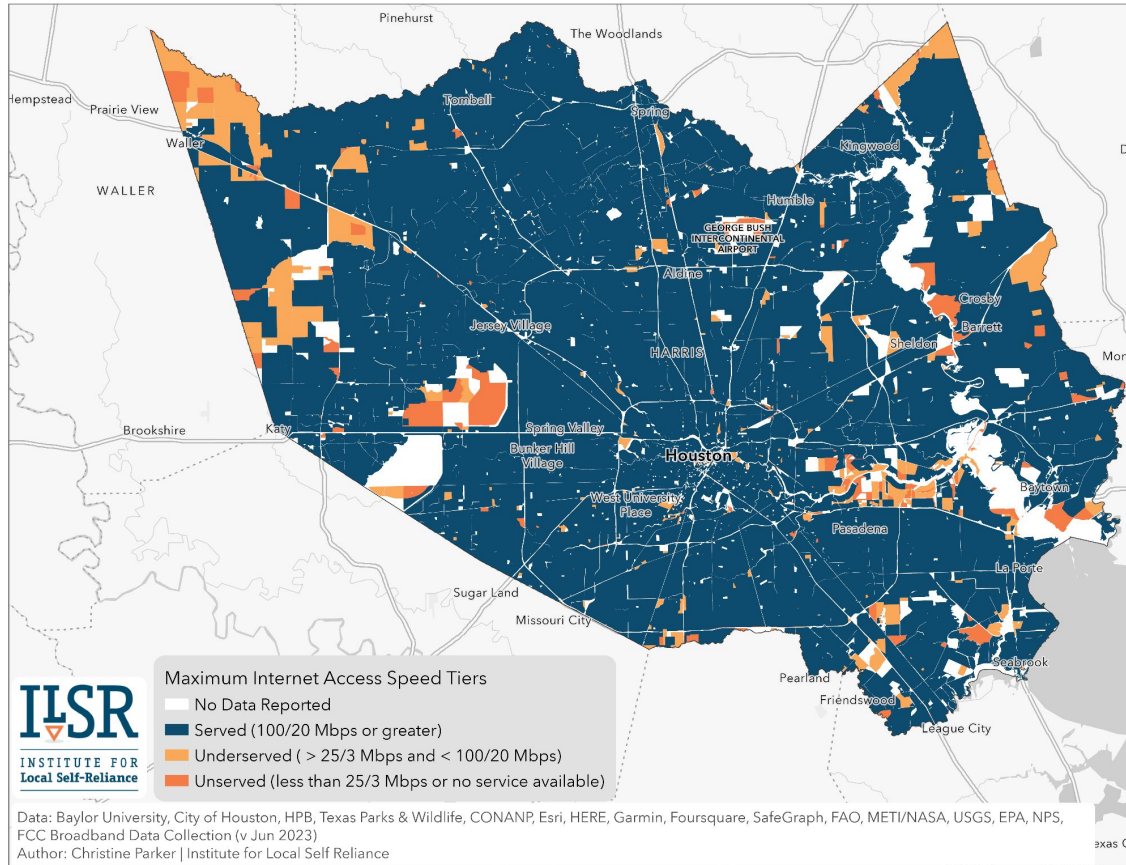 Pinehurst
The Woodlands
Hempstead
Prairie View
Tomball
Spring
Waller
Kingwood
WALLER
Humble
GEORGE BUSH
INTERCONTINENTAL
AIRPORT
Aldine
Crosby
Jersey Village
Barrett
Sheldon
HARRIS
Mon
Brookshire
Katy
Spring Valley
Bunker Hill
Village
Houston
Baytown
West University
Place
Pasadena
La Porte
Sugar Land
Missouri City
Seabrook
Pearland
Friendswood
League City
Maximum Internet Access Speed Tiers
No Data Reported
Served (100/20 Mbps or greater)
Underserved ( > 25/3 Mbps and < 100/20 Mbps)
Unserved (less than 25/3 Mbps or no service available)
ILSR
INSTITUTE FOR
Local Self-Reliance
Data: Baylor University, City of Houston, HPB, Texas Parks & Wildlife, CONANP, Esri, HERE, Garmin, Foursquare, SafeGraph, FAO, METI/NASA, USGS, EPA, NPS,
FCC Broadband Data Collection (v Jun 2023)
Author: Christine Parker | Institute for Local Self Reliance
exas C